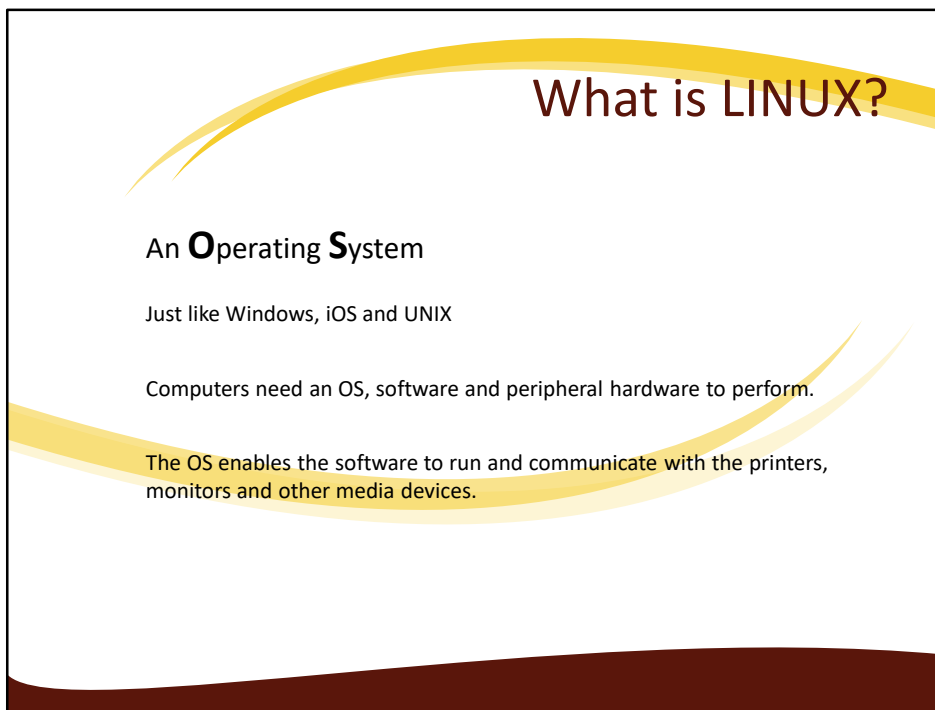 What is LINUX?
An Operating System
Just like Windows, iOS and UNIX
Computers need an OS, software and peripheral hardware to perform.
The OS enables the software to run and communicate with the printers,
monitors and other media devices.